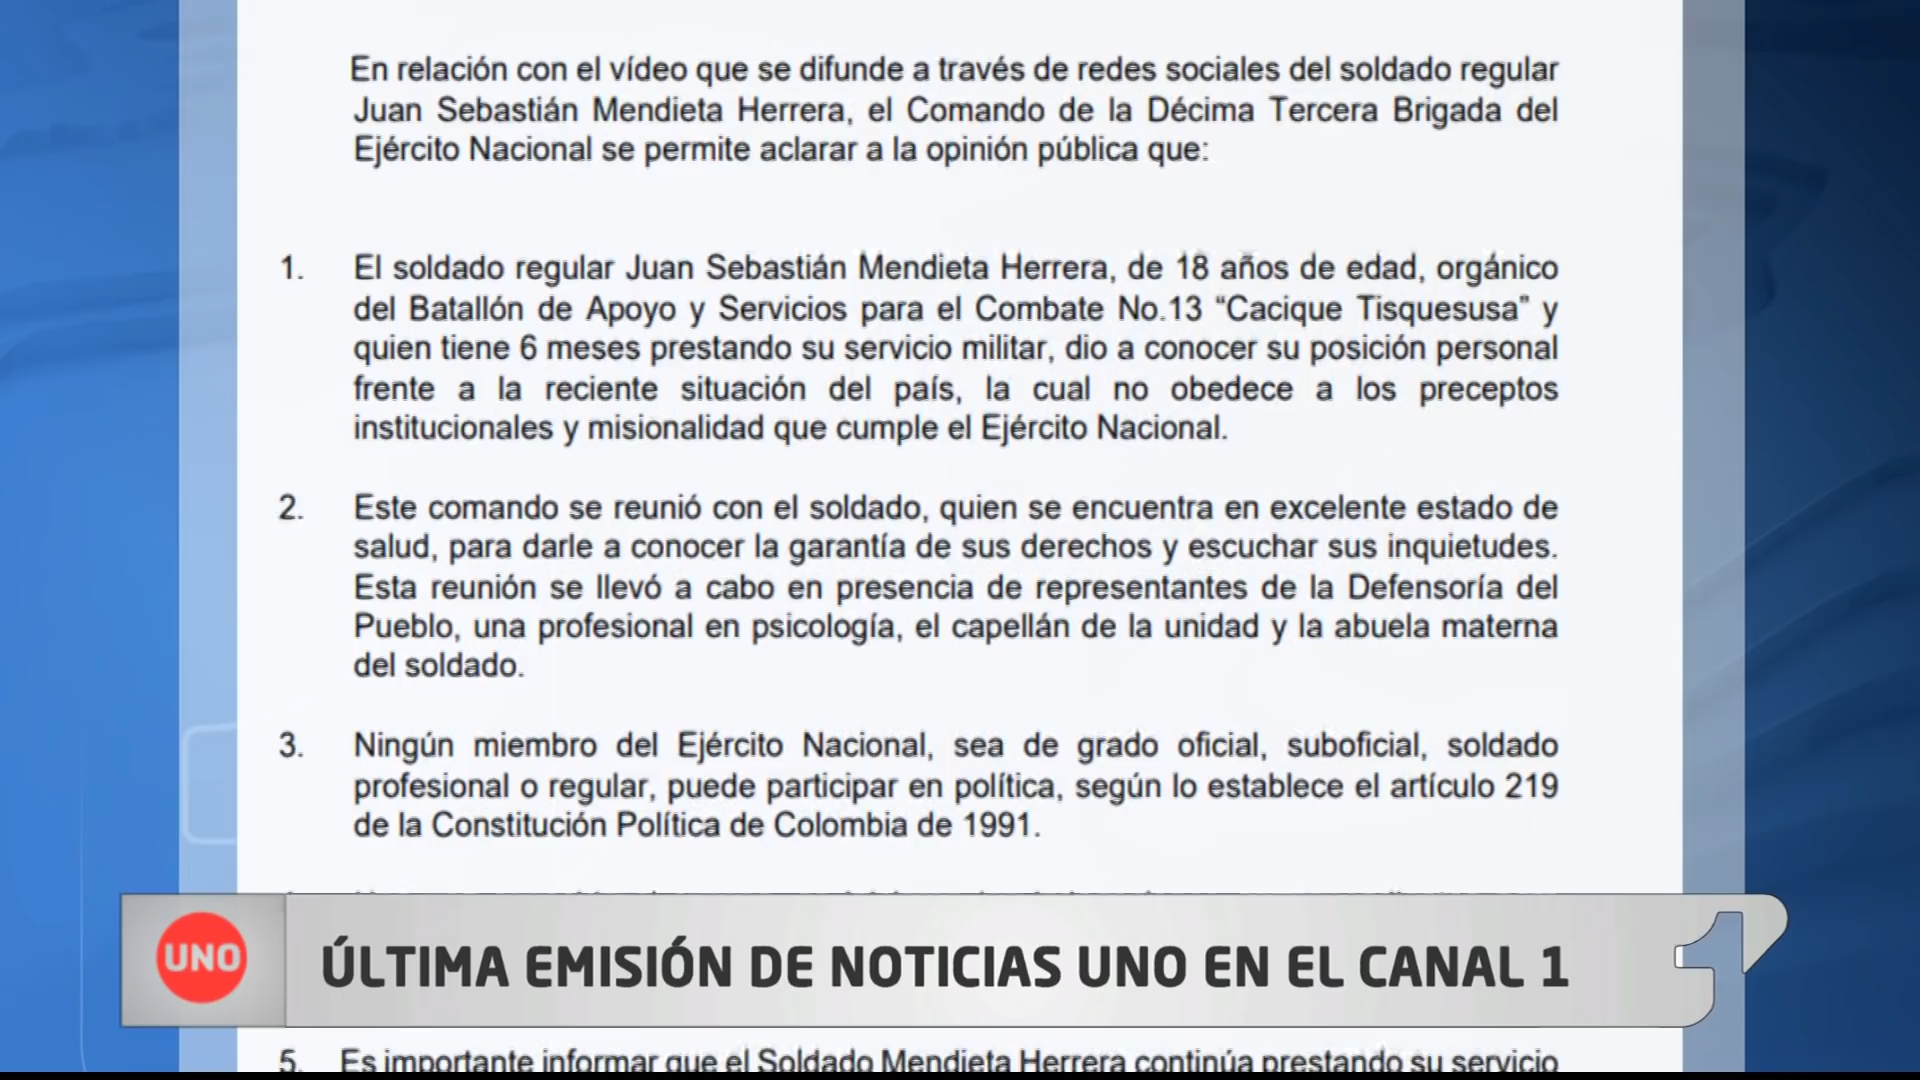 En relación con el vídeo que se difunde a través de redes sociales del soldado regular
Juan Sebastián Mendieta Herrera, el Comando de la Décima Tercera Brigada del
Ejército Nacional se permite aclarar a la opinión pública que:
1. El soldado regular Juan Sebastián Mendieta Herrera, de 18 años de edad, orgánico
del Batallón de Apoyo y Servicios para el Combate No.13 “Cacique Tisquesusa” y
quien tiene 6 meses prestando su servicio militar, dio a conocer su posición personal
frente a la reciente situación del país, la cual no obedece a los preceptos
institucionales y misionalidad que cumple el Ejército Nacional.
2. Este comando se reunió con el soldado, quien se encuentra en excelente estado de
salud, para darle a conocer la garantía de sus derechos y escuchar sus inquietudes.
Esta reunión se llevó a cabo en presencia de representantes de la Defensoría del
Pueblo, una profesional en psicología, el capellán de la unidad y la abuela materna
del soldado.
3. Ningún miembro del Ejército Nacional, sea de grado oficial, suboficial, soldado
profesional o regular, puede participar en política, según lo establece el artículo 219
de la Constitución Política de Colombia de 1991.
UNO
ÚLTIMA EMISIÓN DE NOTICIAS UNO EN EL CANAL 1
1
5. Es importante informar que el Soldado Mendieta Herrera continúa prestando su servicio